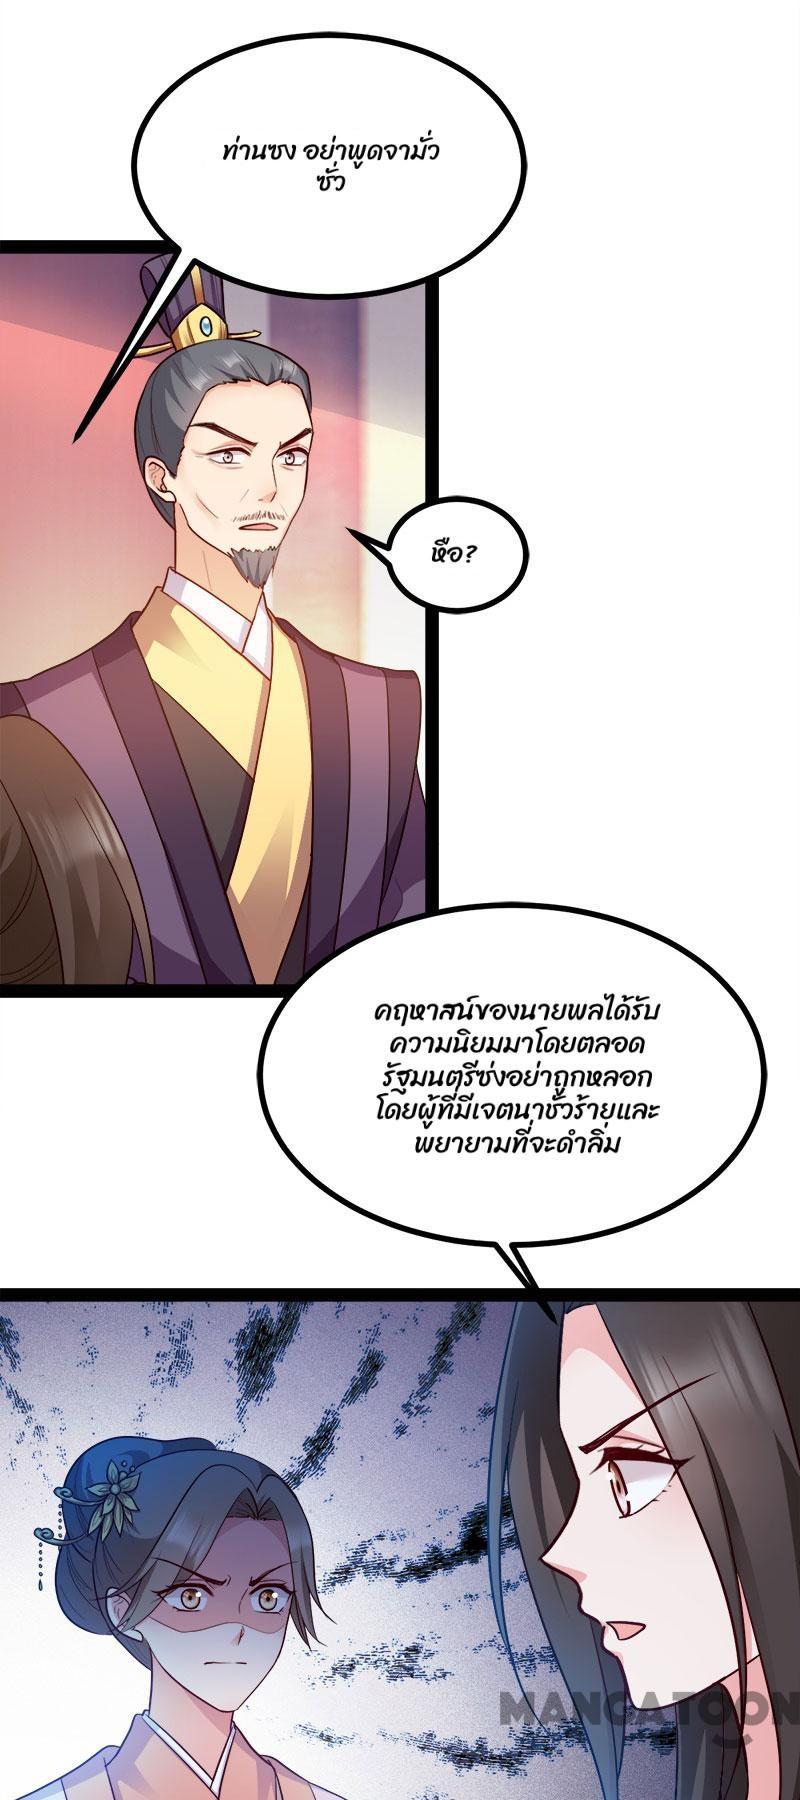 ท่านซง อย่าพูดจามั่ว
ซั่ว
หือ?
คฤหาสน์ของนายพลได้รับ
ความนิยมมาโดยตลอด
รัฐมนตรีซ่งอย่าถูกหลอก
โดยผู้ที่มีเจตนาชั่วร้ายและ
พยายามที่จะดำลิ่ม
MANGATOON